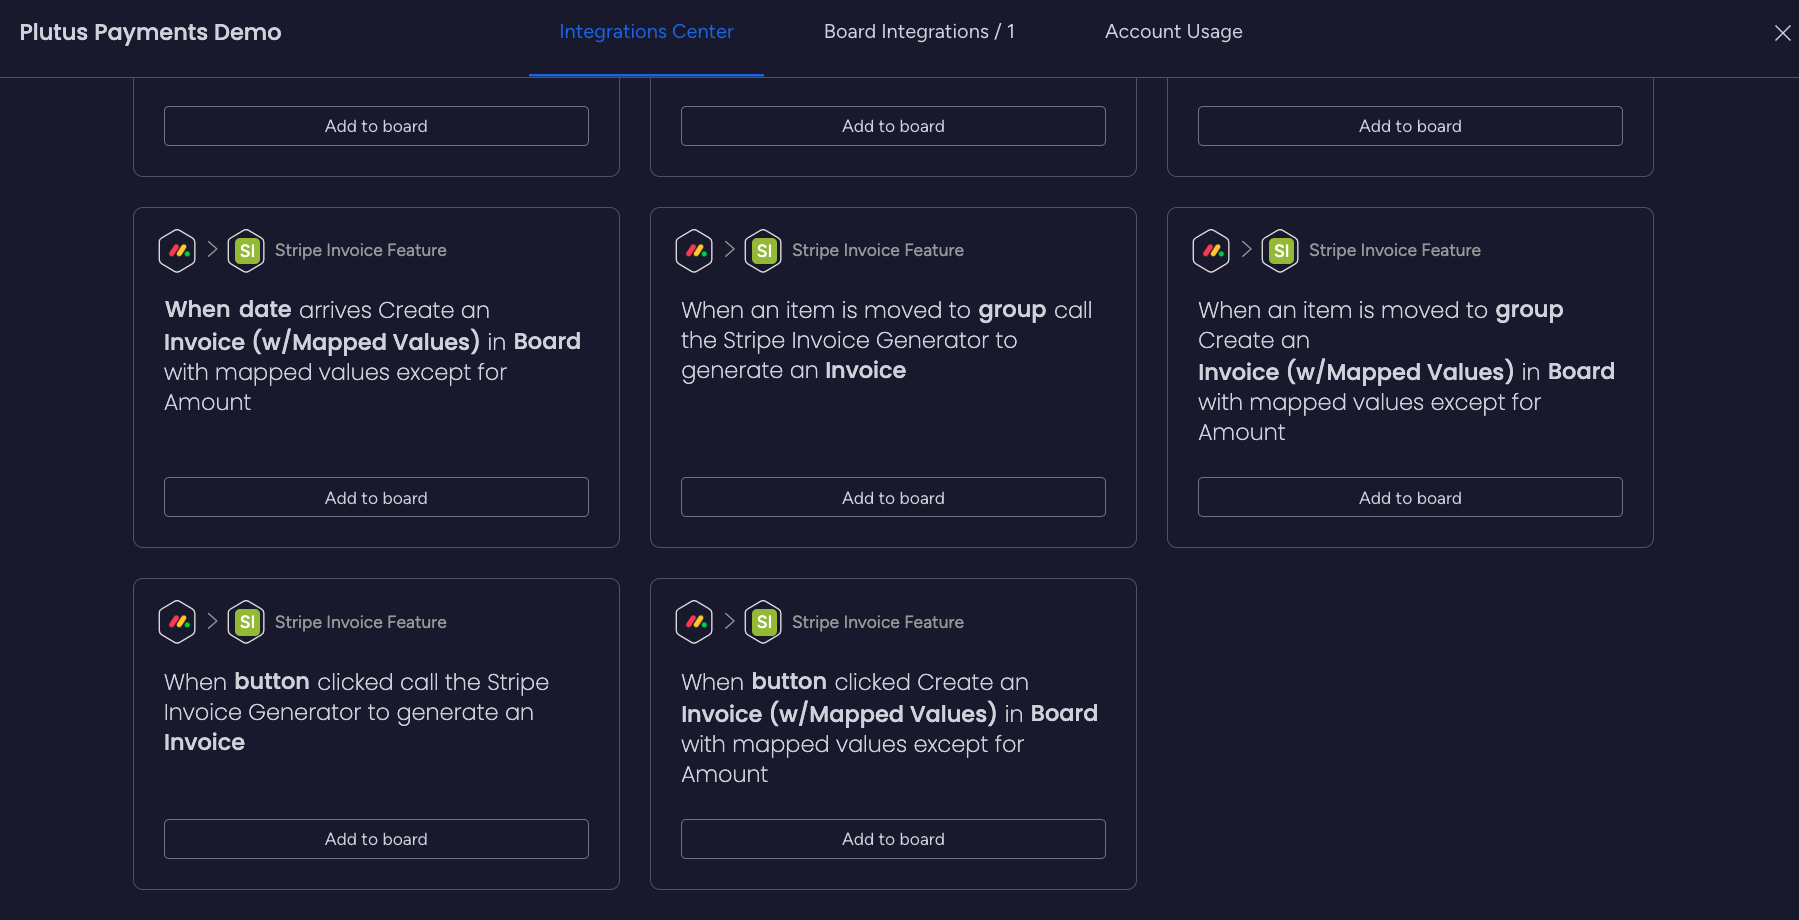 Plutus Payments Demo
Integrations Center
Board Integrations / 1
Account Usage
Add to board
Add to board
Add to board
SI Stripe Invoice Feature
When date arrives Create an
Invoice (w/Mapped Values) in Board
with mapped values except for
Amount
Add to board
SI Stripe Invoice Feature
When an item is moved to group call
the Stripe Invoice Generator to
generate an Invoice
Add to board
SI Stripe Invoice Feature
When an item is moved to group
Create an
Invoice (w/Mapped Values) in Board
with mapped values except for
Amount
Add to board
SI Stripe Invoice Feature
When button clicked call the Stripe
Invoice Generator to generate an
Invoice
Add to board
SI Stripe Invoice Feature
When button clicked Create an
Invoice (w/Mapped Values) in Board
with mapped values except for
Amount
Add to board